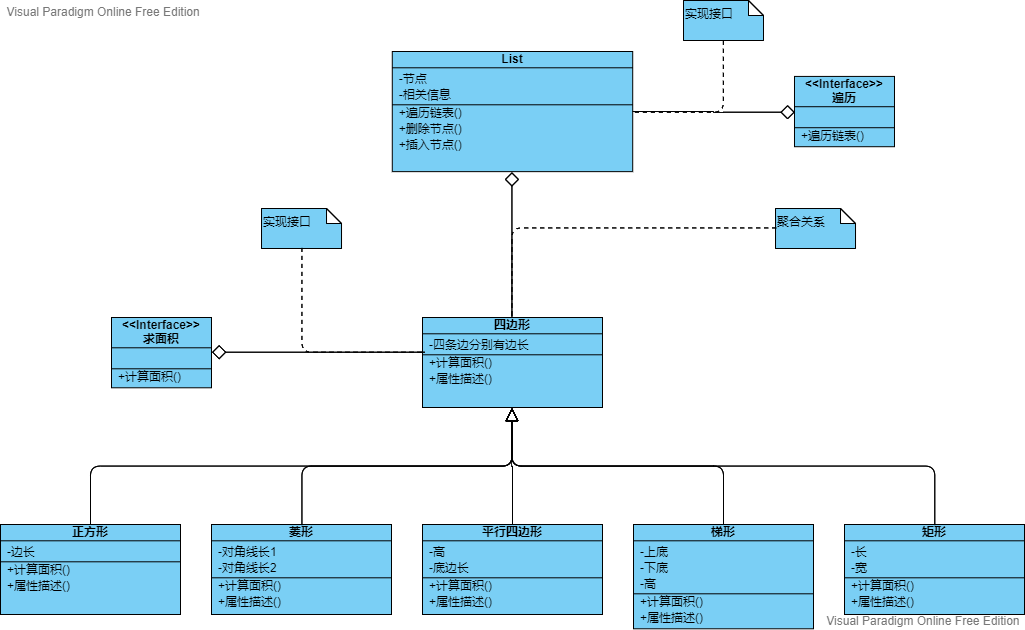 Visual Paradigm Online Free Edition
实现接口
List
-节点
-相关信息
+遍历链表()
+删除节点()
+插入节点()
<<Interface>>
遍历
+遍历链表()
实现接口
聚合关系
<<Interface>>
求面积
+计算面积()
四边形
-四条边分别有边长
+计算面积()
+属性描述()
正方形
-边长
+计算面积()
+属性描述()
菱形
-对角线长1
-对角线长2
+计算面积()
+属性描述()
平行四边形
-高
-底边长
+计算面积()
+属性描述()
梯形
-上底
-下底
-高
+计算面积()
+属性描述()
矩形
-长
-宽
+计算面积()
+属性描述()
Visual Paradigm Online Free Edition